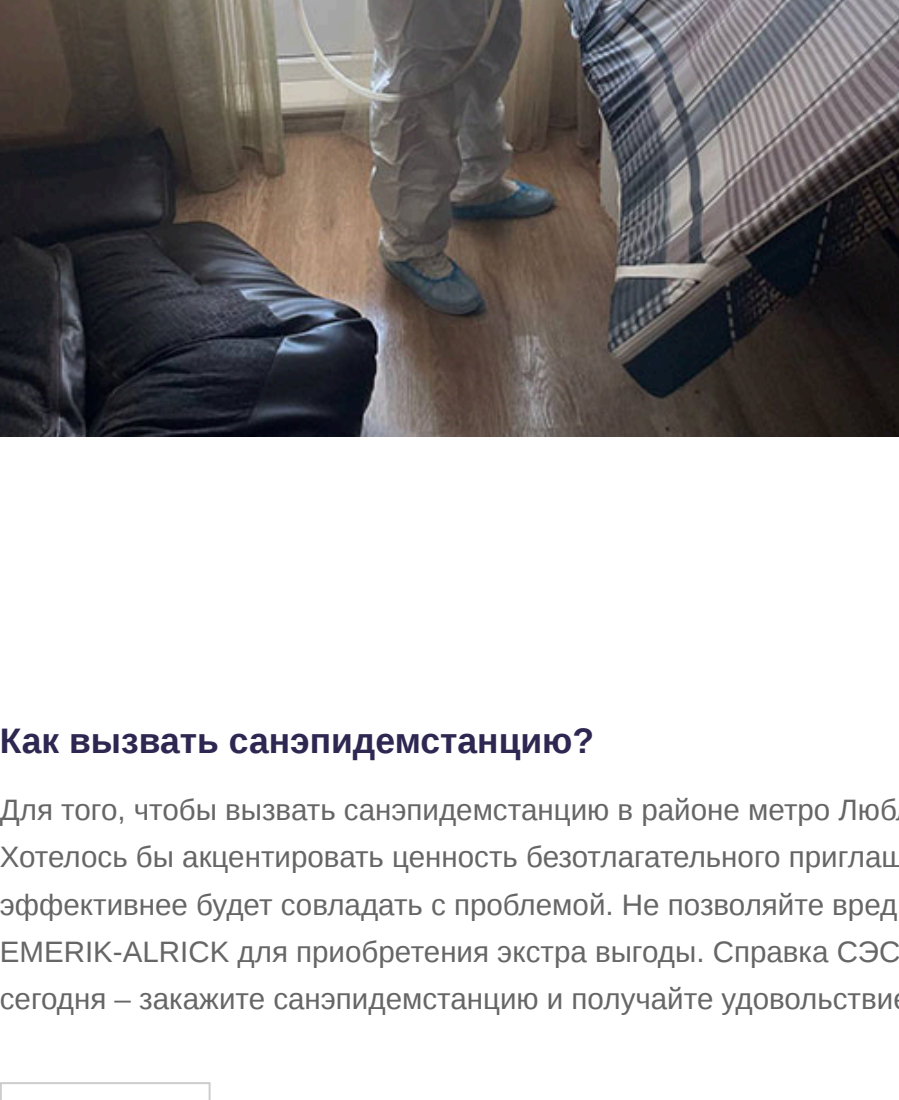 Как вызвать санэпидемстанцию?
Для того, чтобы вызвать санэпидемстанцию в районе метро
Хотелось бы акцентировать ценность безотлагательного
эффективнее будет совладать с проблемой. Не позволяйте
EMERIK-ALRICK для приобретения экстра выгоды. Справка СЭС
сегодня – закажите санэпидемстанцию и получайте